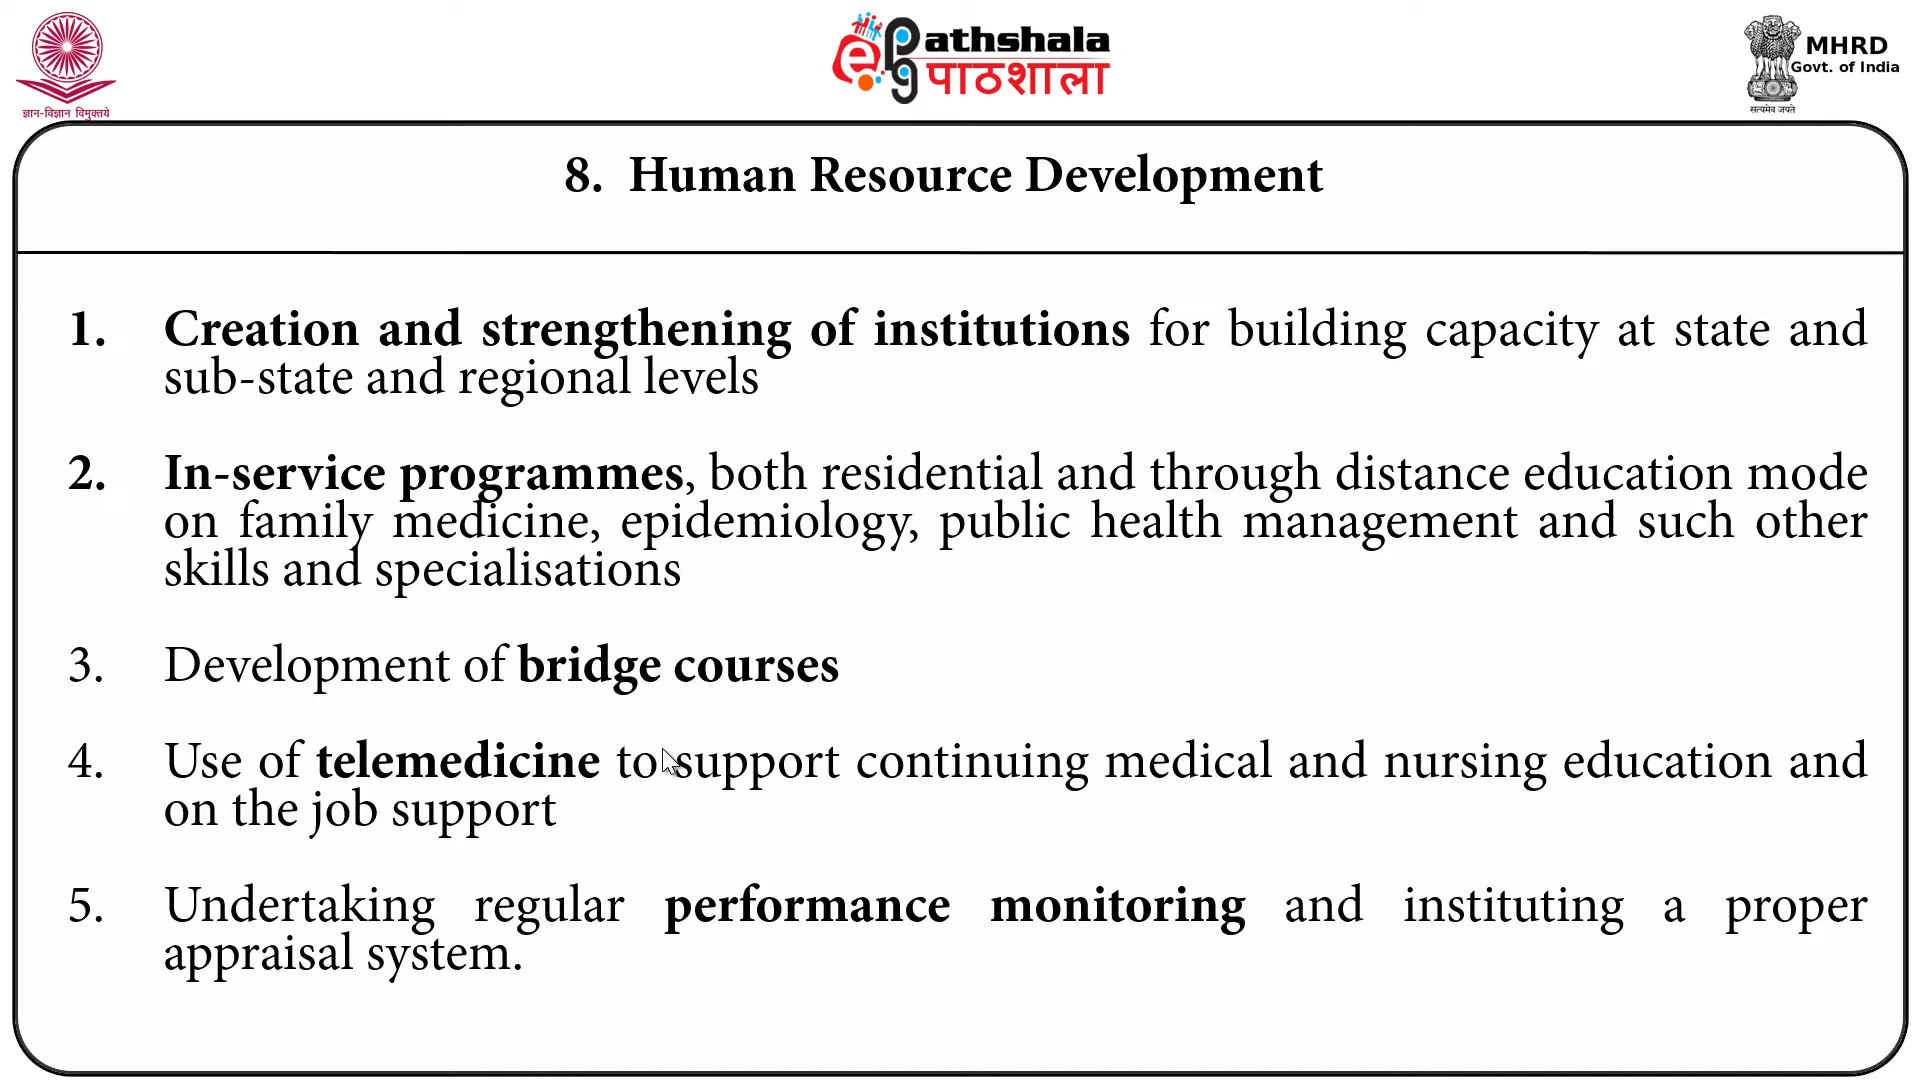 ज्ञान-विज्ञान विमुक्तये
ePathshala
पाठशाला
MHRD
Govt. of India
सत्यमेव जयते
8. Human Resource Development
1. Creation and strengthening of institutions for building capacity at state and
sub-state and regional levels
2. In-service programmes, both residential and through distance education mode
on family medicine, epidemiology, public health management and such other
skills and specialisations
3. Development of bridge courses
4. Use of telemedicine to support continuing medical and nursing education and
on the job support
5. Undertaking regular performance monitoring and instituting a proper
appraisal system.